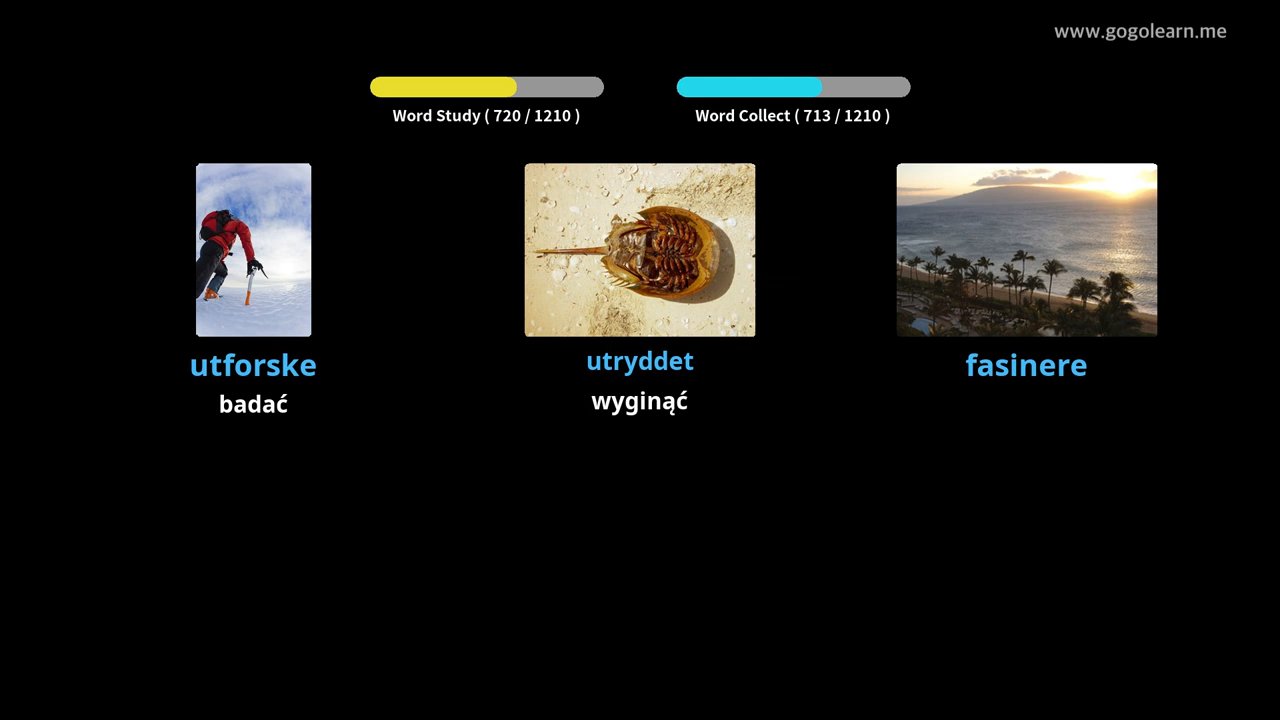 www.gogolearn.me
Word Study ( 720 / 1210 )
Word Collect ( 713 / 1210 )
utforske
badać
utryddet
wyginąć
fasinere